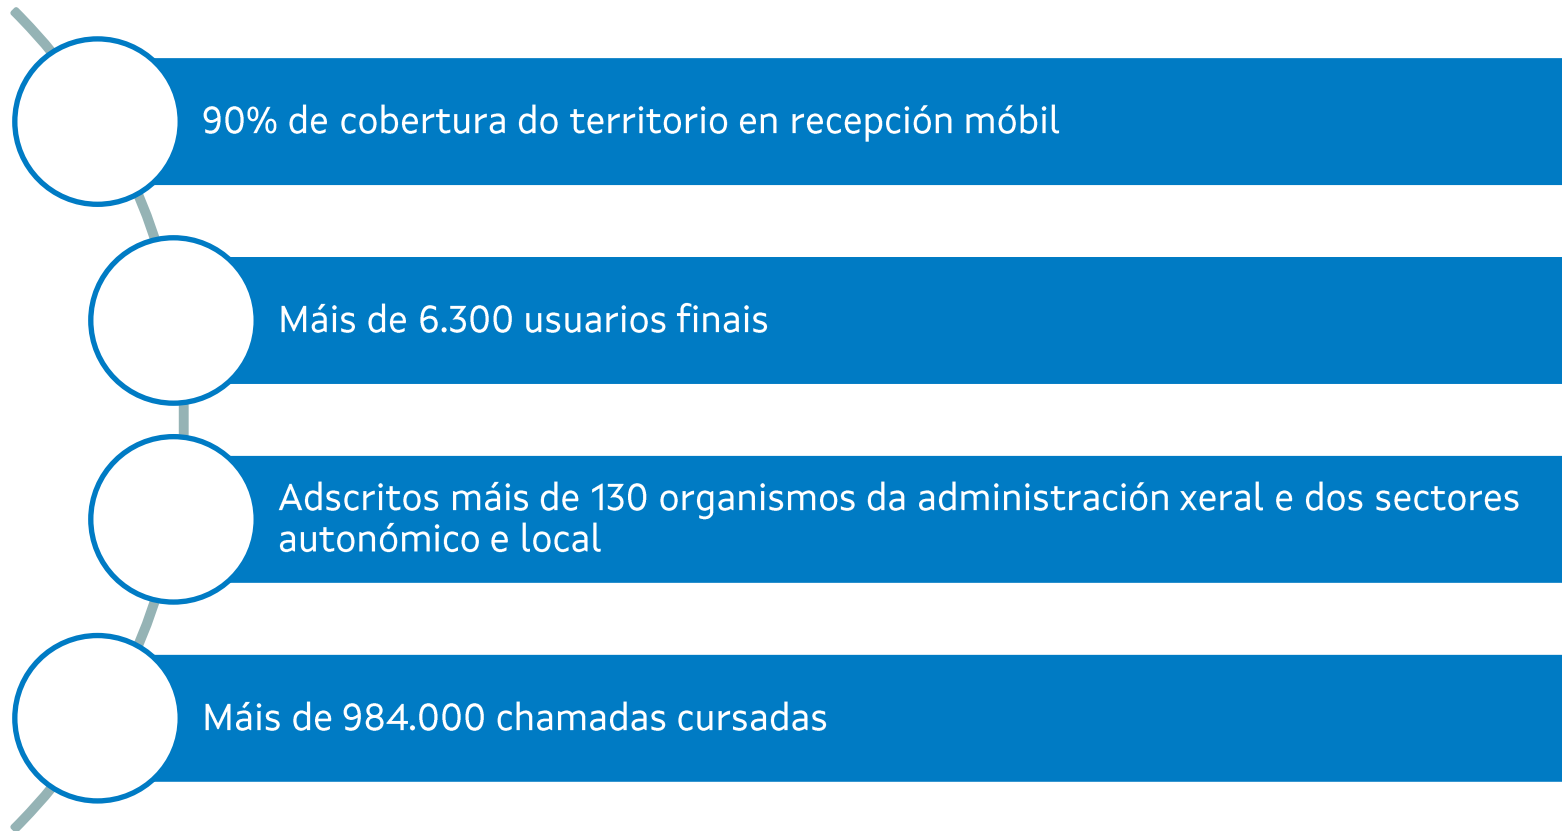 90% de cobertura do territorio en recepción móbil
Máis de 6.300 usuarios finais
Adscritos máis de 130 organismos da administración xeral e dos sectores
autonómico e local
Máis de 984.000 chamadas cursadas